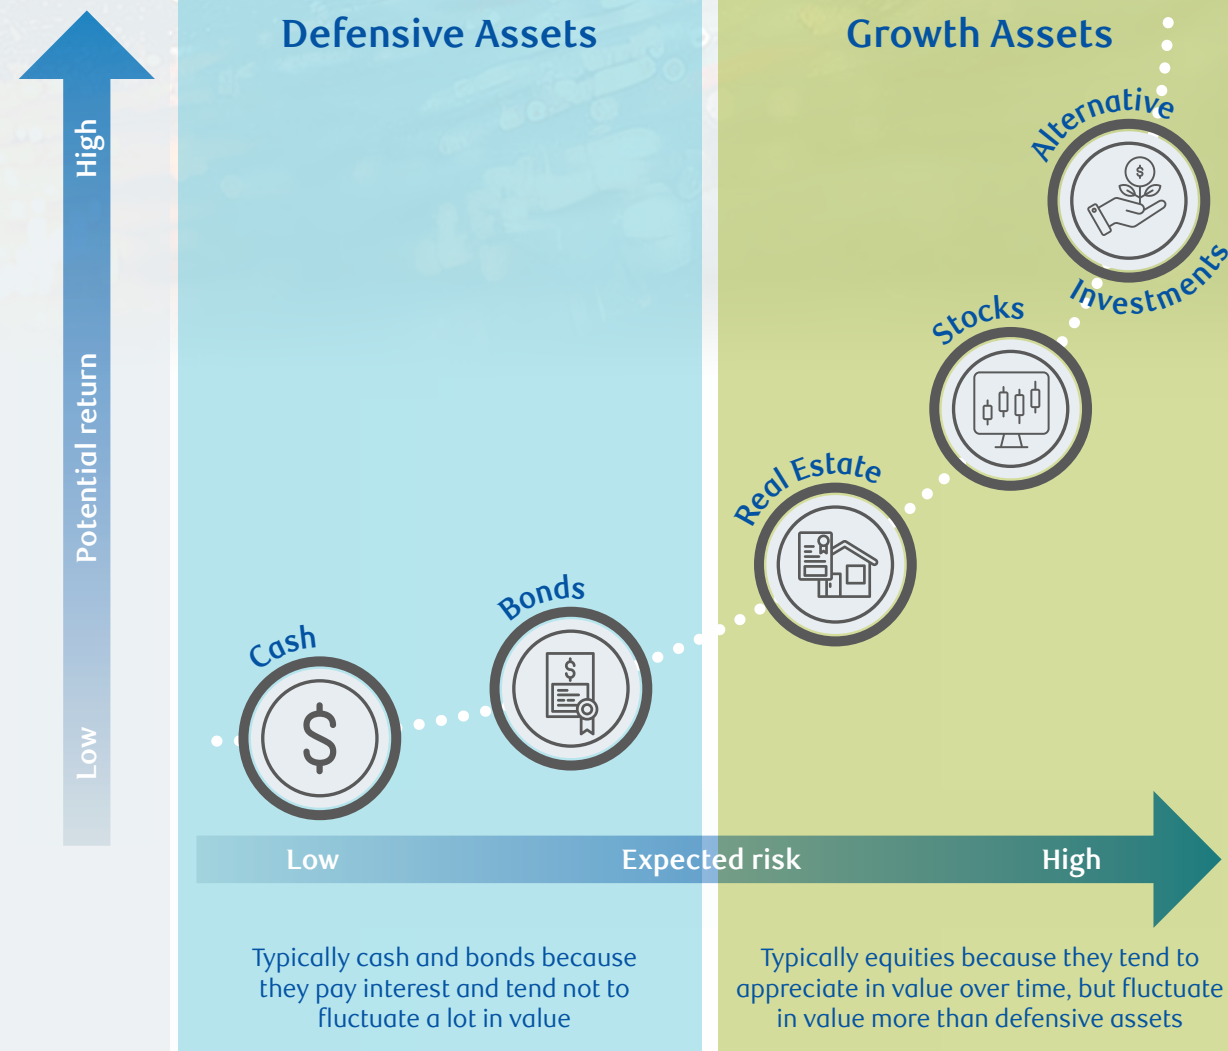 Defensive Assets
Growth Assets
High
Potential return
Low
Alternative
Investments
$
Stocks
Real Estate
Bonds
$
Cash
$
Low
Expected risk
High
Typically cash and bonds because
they pay interest and tend not to
fluctuate a lot in value
Typically equities because they tend to
appreciate in value over time, but fluctuate
in value more than defensive assets